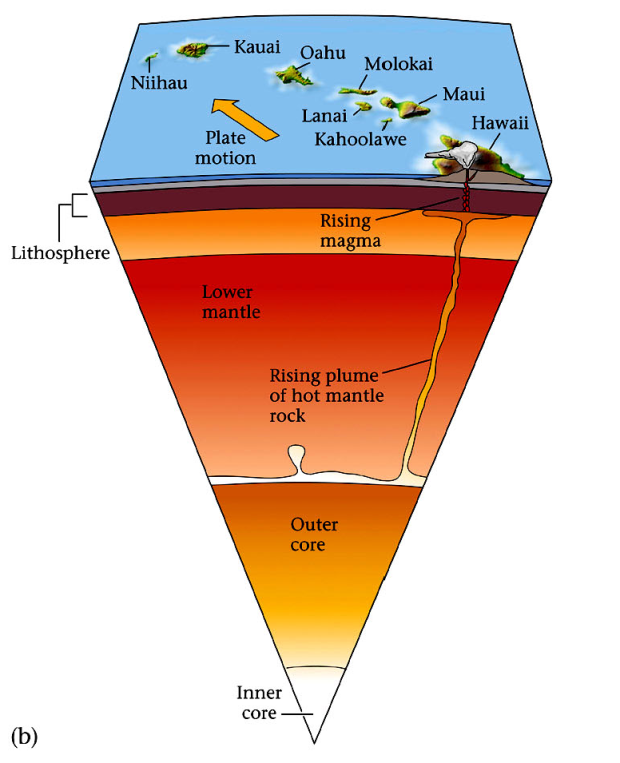 Kauai
Oahu
Molokai
Niihau
Maui
Lanai
Hawaii
Kahoolawe
Plate
motion
Rising
magma
Lithosphere
Lower
mantle
Rising plume
of hot mantle
rock
Outer
core
Inner
core
(b)